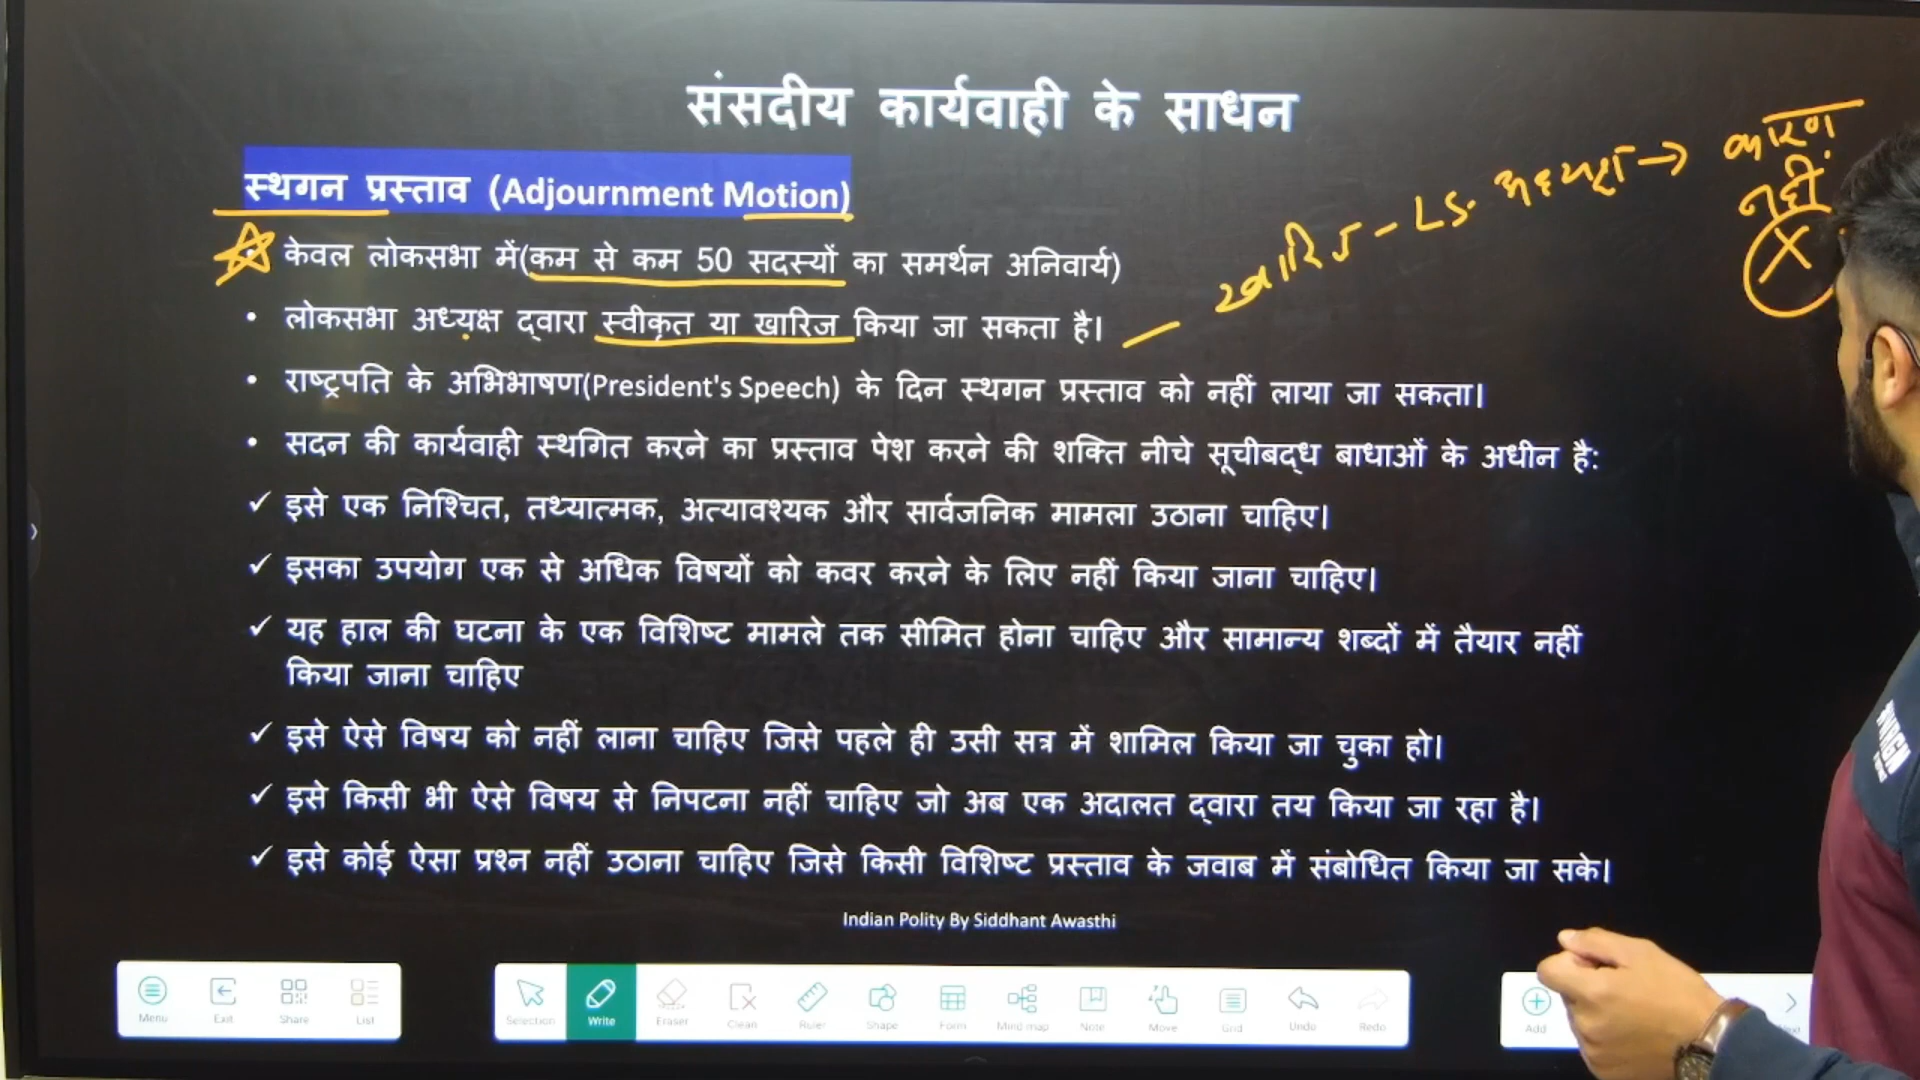 संसदीय कार्यवाही के साधन
स्थगन प्रस्ताव (Adjournment Motion)
केवल लोकसभा में(कम से कम 50 सदस्यों का समर्थन अनिवार्य)
• लोकसभा अध्यक्ष द्वारा स्वीकृत या खारिज किया जा सकता है।
खारिज - LS. अध्यक्ष → कारण
नहीं
X
• राष्ट्रपति के अभिभाषण(President's Speech) के दिन स्थगन प्रस्ताव को नहीं लाया जा सकता।
• सदन की कार्यवाही स्थगित करने का प्रस्ताव पेश करने की शक्ति नीचे सूचीबद्ध बाधाओं के अधीन है:
✓ इसे एक निश्चित, तथ्यात्मक, अत्यावश्यक और सार्वजनिक मामला उठाना चाहिए।
✓ इसका उपयोग एक से अधिक विषयों को कवर करने के लिए नहीं किया जाना चाहिए।
✓ यह हाल की घटना के एक विशिष्ट मामले तक सीमित होना चाहिए और सामान्य शब्दों में तैयार नहीं
किया जाना चाहिए
✓ इसे ऐसे विषय को नहीं लाना चाहिए जिसे पहले ही उसी सत्र में शामिल किया जा चुका हो।
✓ इसे किसी भी ऐसे विषय से निपटना नहीं चाहिए जो अब एक अदालत द्वारा तय किया जा रहा है।
✓ इसे कोई ऐसा प्रश्न नहीं उठाना चाहिए जिसे किसी विशिष्ट प्रस्ताव के जवाब में संबोधित किया जा सके।
Indian Polity By Siddhant Awasthi
Menu Exit Share List Selection Write Eraser Clean Ruler Shape Form Mind map Note Move Grid Undo Redo Add Next